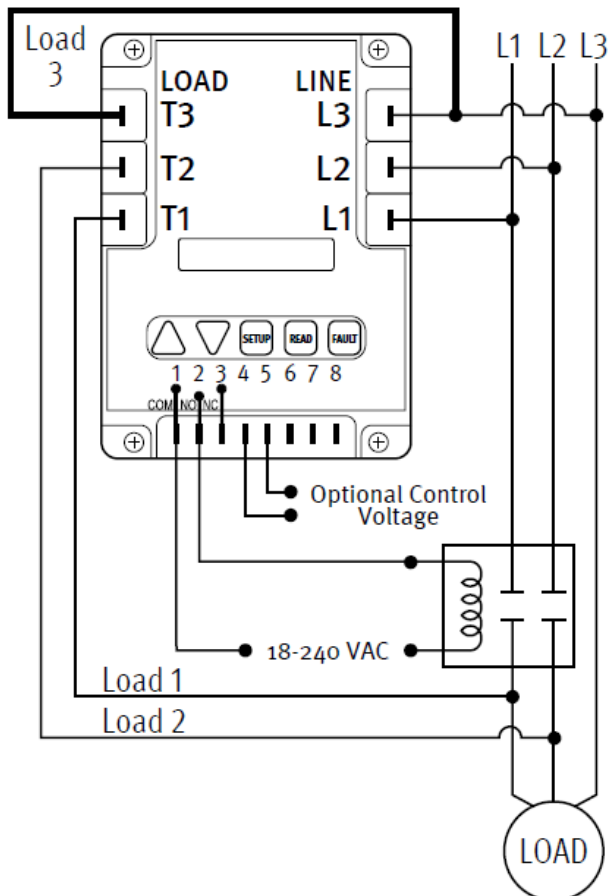 Load
3
L1 L2 L3
LOAD LINE
T3 L3
T2 L2
T1 L1
SETUP READ FAULT
1 2 3 4 5 6 7 8
COM NO NC
Optional Control
Voltage
18-240 VAC
Load 1
Load 2
LOAD